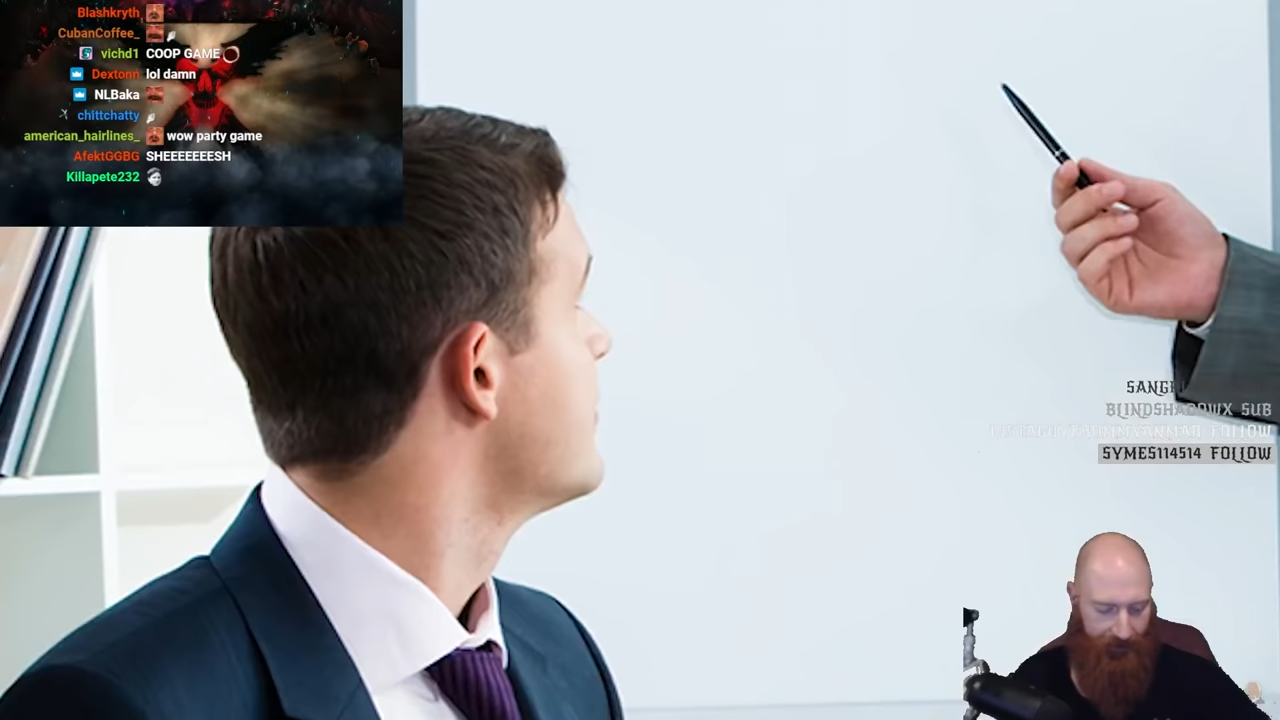 Blashkryth
CubanCoffee_
vichd1 COOP GAME
Dextonn lol damn
NLBaka
chittchatty
american_hairlines_ wow party game
AfektGGBG SHEEEEEEESH
Killapete232
BLINDSHADOWX SUB
FOLLOW
SYMES114514 FOLLOW